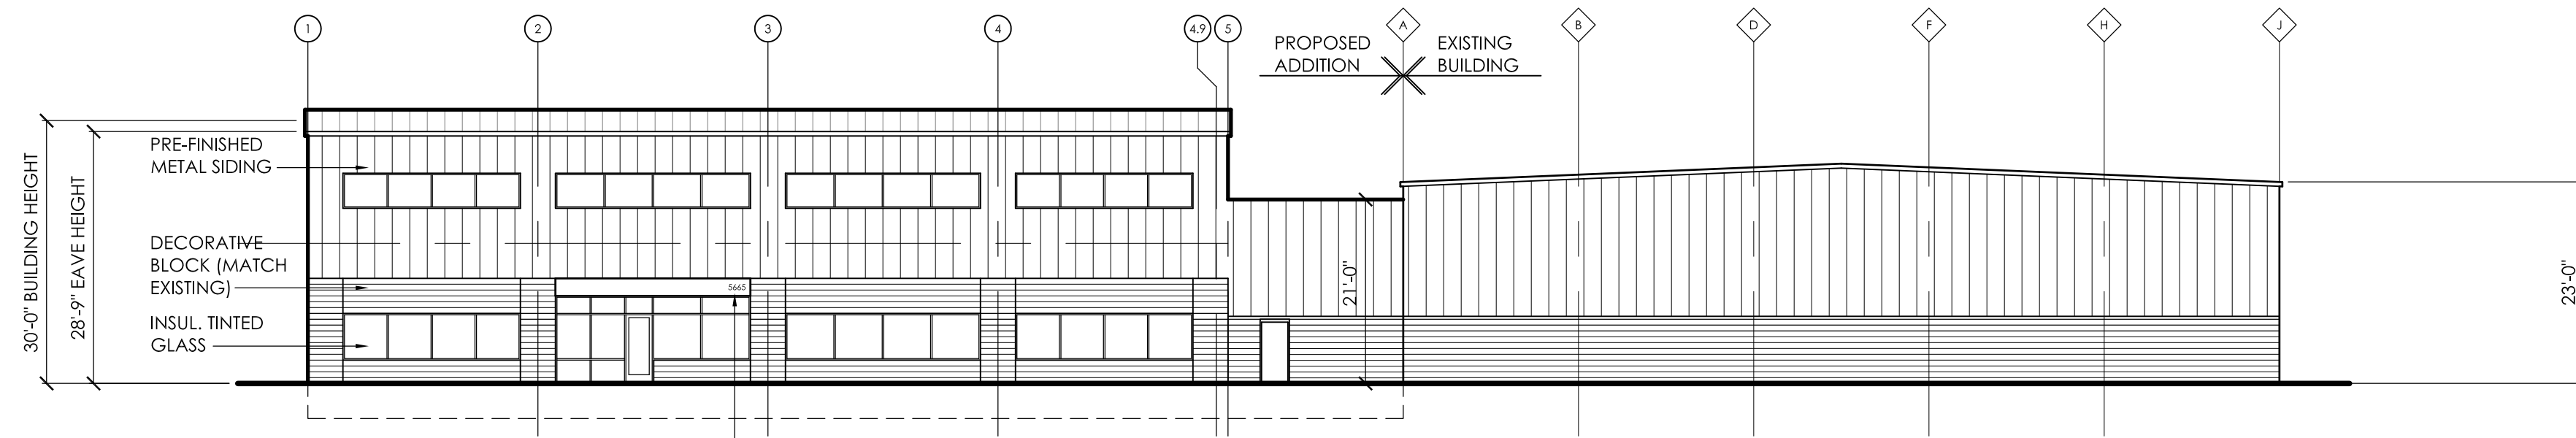 1
2
3
4
4.9
5
A
B
D
F
H
J
PROPOSED
ADDITION
EXISTING
BUILDING
30'-0" BUILDING HEIGHT
28'-9" EAVE HEIGHT
PRE-FINISHED
METAL SIDING
DECORATIVE
BLOCK (MATCH
EXISTING)
INSUL. TINTED
GLASS
5665
21'-0"
23'-0"